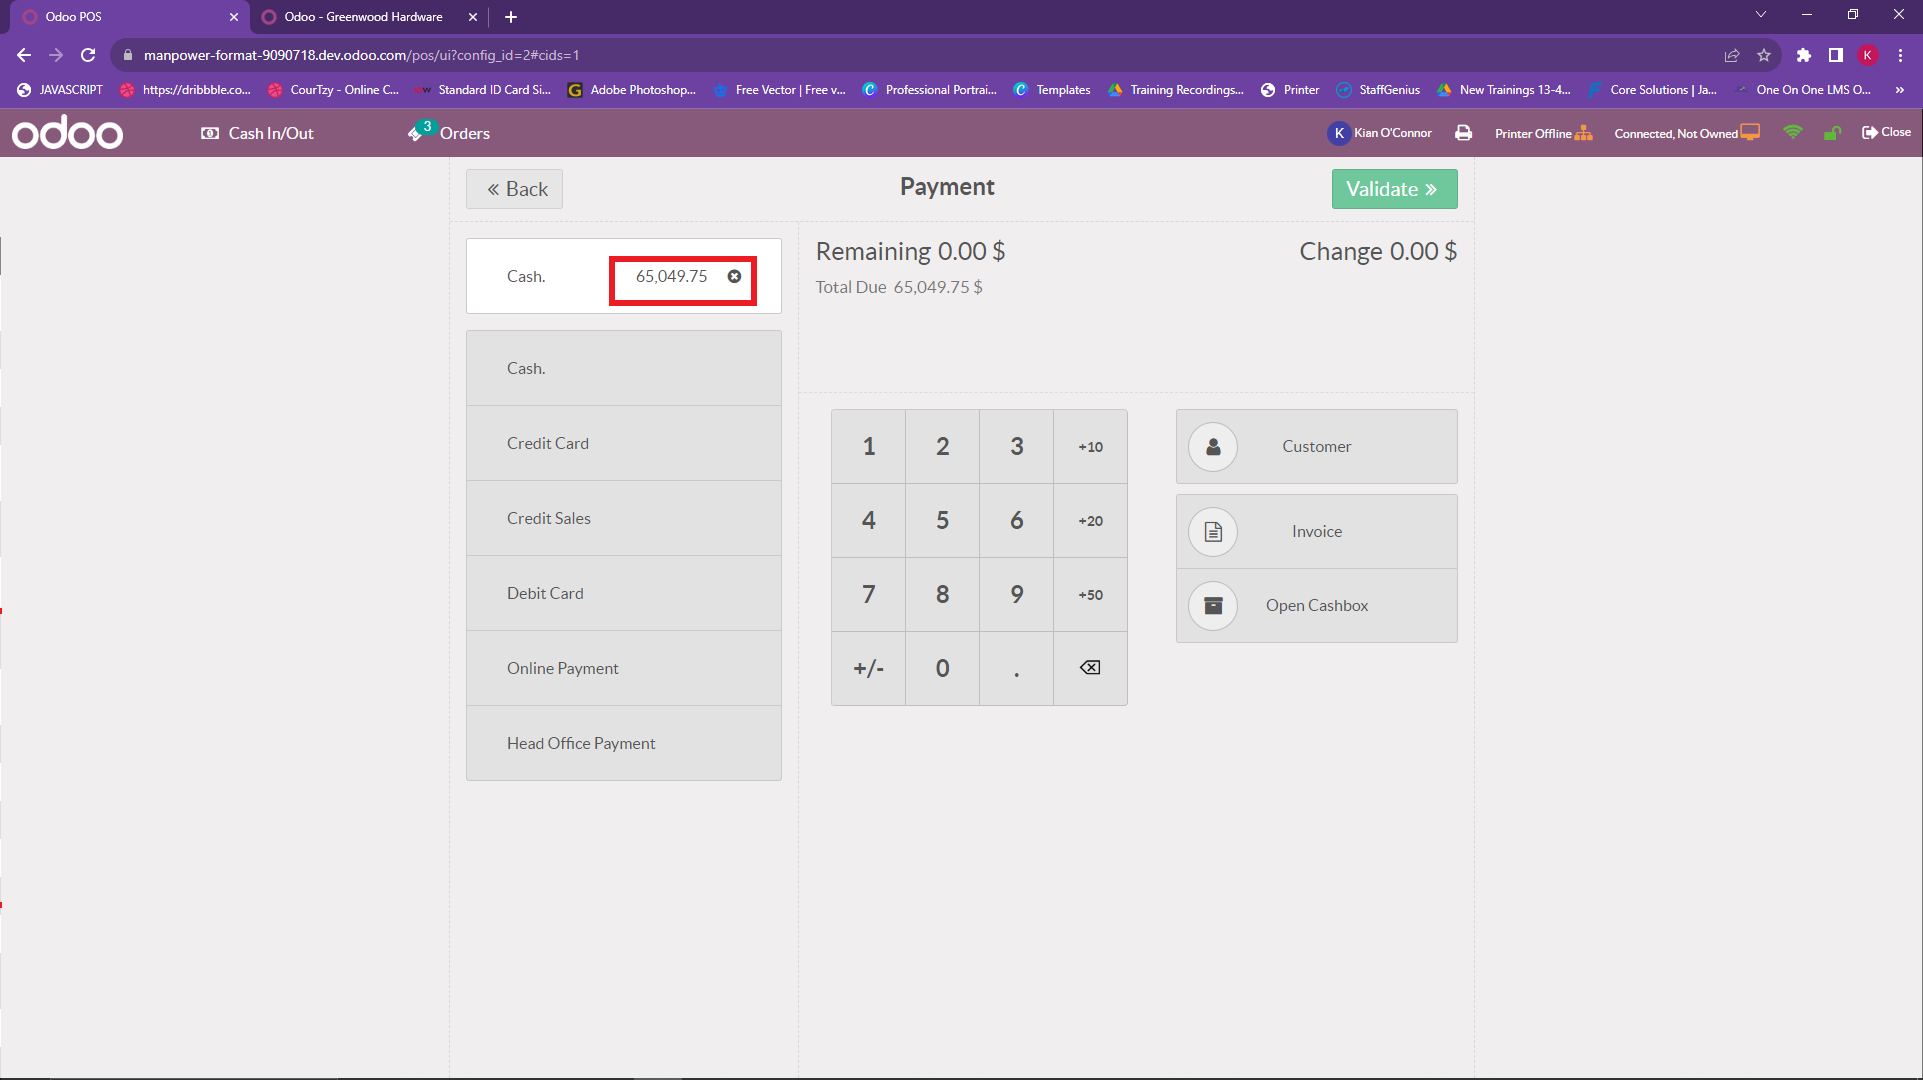 Odoo POS
Odoo - Greenwood Hardware
manpower-format-9090718.dev.odoo.com/pos/ui?config_id=2#cids=1
K
JAVASCRIPT
https://dribbble.co...
CourTzy - Online C...
Standard ID Card Si...
Adobe Photoshop...
Free Vector | Free v...
Professional Portrai...
Templates
Training Recordings...
Printer
StaffGenius
New Trainings 13-4...
Core Solutions | Ja...
One On One LMS O...
odoo
Cash In/Out
3
Orders
K
Kian O'Connor
Printer Offline
Connected, Not Owned
Close
« Back
Payment
Validate »
Cash.
65,049.75
Remaining 0.00 $
Change 0.00 $
Total Due 65,049.75 $
Cash.
Credit Card
Credit Sales
Debit Card
Online Payment
Head Office Payment
1 2 3 +10
4 5 6 +20
7 8 9 +50
+/- 0 .
Customer
Invoice
Open Cashbox